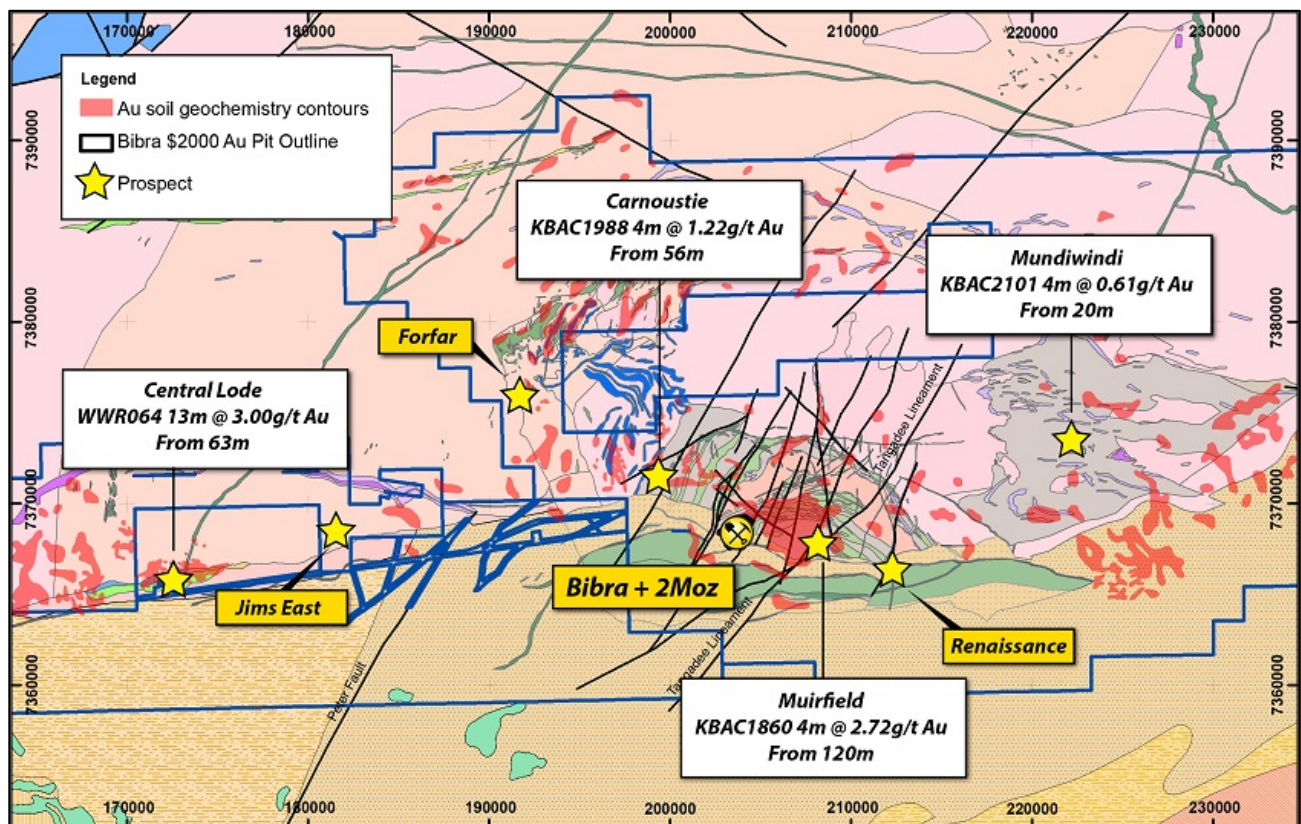 170000 180000 190000 200000 210000 220000 230000
Legend
Au soil geochemistry contours
Bibra $2000 Au Pit Outline
Prospect
7390000
7390000
Carnoustie
KBAC1988 4m @ 1.22g/t Au
From 56m
Mundiwindi
KBAC2101 4m @ 0.61g/t Au
From 20m
7380000
7380000
Forfar
Central Lode
WWR064 13m @ 3.00g/t Au
From 63m
Tangadee Lineament
7370000
7370000
Jims East
Bibra + 2Moz
Renaissance
Tangadee Lineament
Peter Fault
7360000
7360000
Muirfield
KBAC1860 4m @ 2.72g/t Au
From 120m
170000 180000 190000 200000 210000 220000 230000